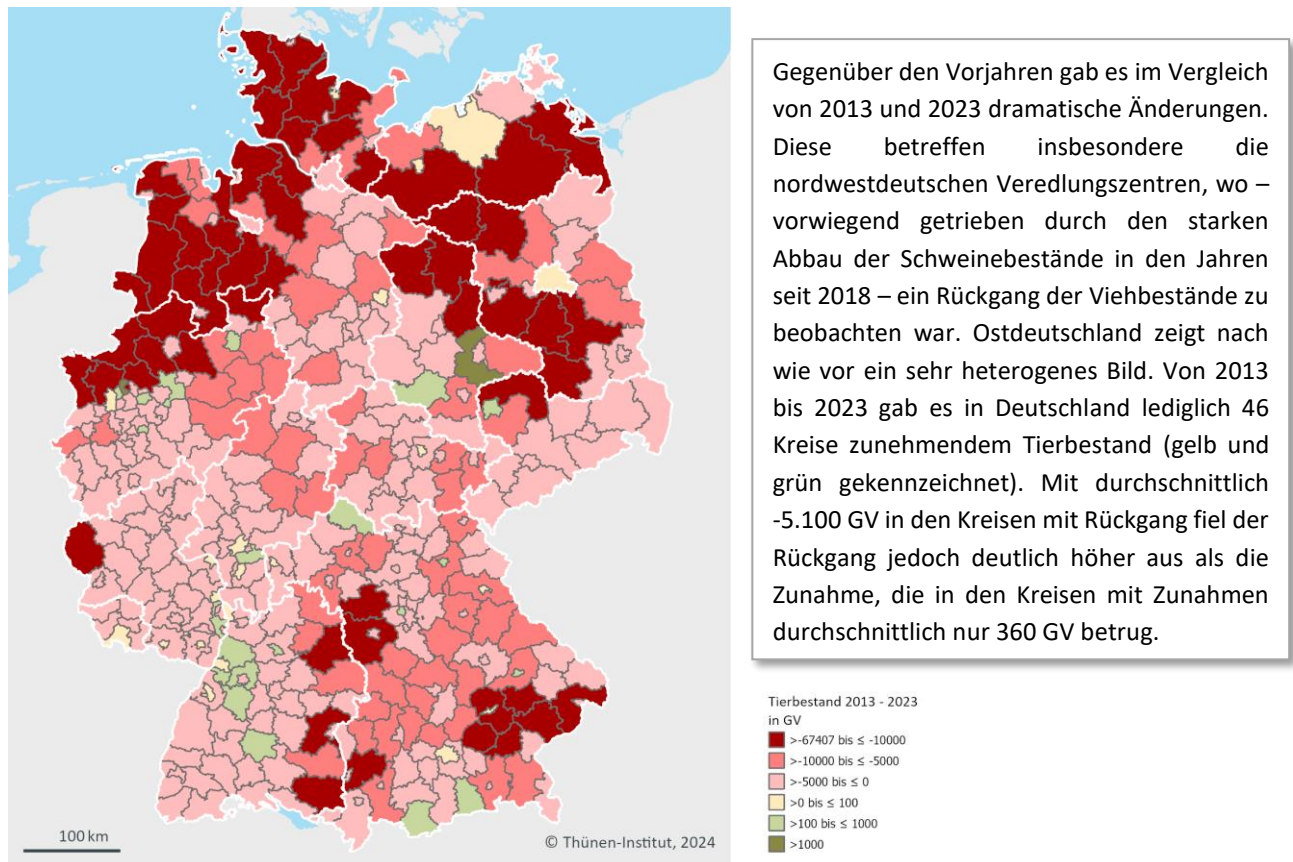 Gegenüber den Vorjahren gab es im Vergleich
von 2013 und 2023 dramatische Änderungen.
Diese betreffen insbesondere die
nordwestdeutschen Veredlungszentren, wo –
vorwiegend getrieben durch den starken
Abbau der Schweinebestände in den Jahren
seit 2018 – ein Rückgang der Viehbestände zu
beobachten war. Ostdeutschland zeigt nach
wie vor ein sehr heterogenes Bild. Von 2013
bis 2023 gab es in Deutschland lediglich 46
Kreise zunehmendem Tierbestand (gelb und
grün gekennzeichnet). Mit durchschnittlich
-5.100 GV in den Kreisen mit Rückgang fiel der
Rückgang jedoch deutlich höher aus als die
Zunahme, die in den Kreisen mit Zunahmen
durchschnittlich nur 360 GV betrug.
Tierbestand 2013 - 2023
in GV
>-67407 bis ≤ -10000
>-10000 bis ≤ -5000
>-5000 bis ≤ 0
>0 bis ≤ 100
>100 bis ≤ 1000
>1000
100 km
© Thünen-Institut, 2024